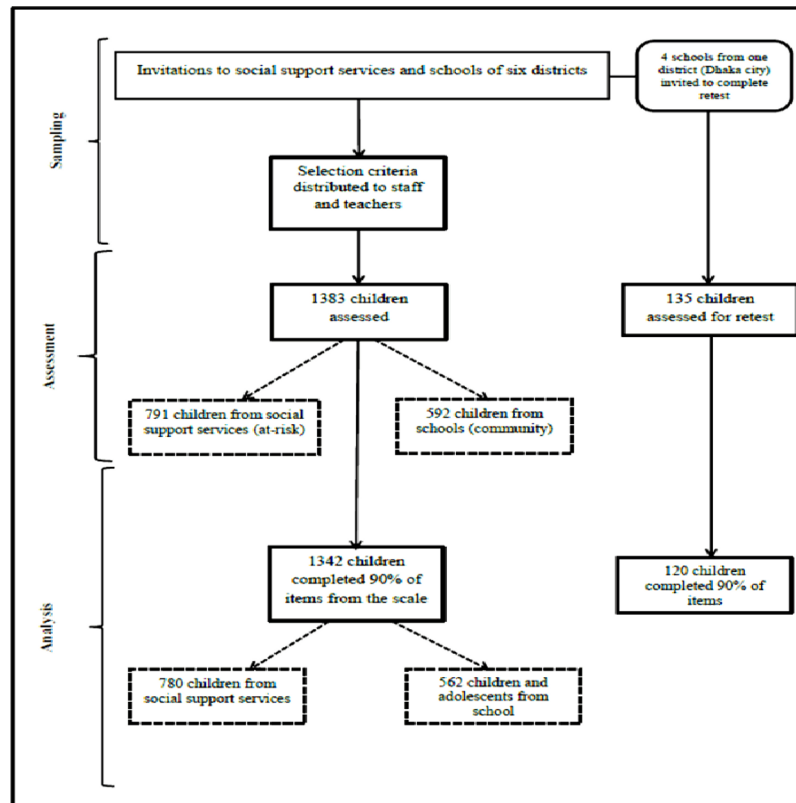 Invitations to social support services and schools of six districts
4 schools from one
district (Dhaka city)
invited to complete
retest
Sampling
Selection criteria
distributed to staff
and teachers
Assessment
1383 children
assessed
135 children
assessed for retest
791 children from social
support services (at-risk)
592 children from
schools (community)
Analysis
1342 children
completed 90% of
items from the scale
120 children
completed 90% of
items
780 children from
social support services
562 children and
adolescents from
school